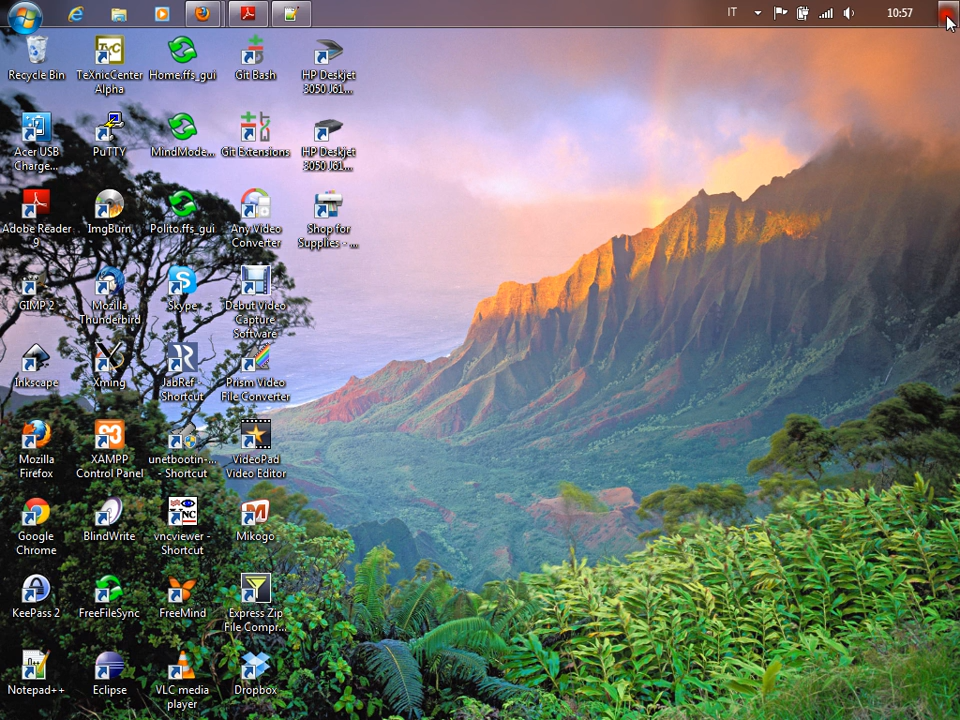 IT
10:57
Recycle Bin
TeXnicCenter
Alpha
Home.ffs_gui
Git Bash
HP Deskjet
3050 J61...
Acer USB
Charge...
PuTTY
MindMode...
Git Extensions
HP Deskjet
3050 J61...
Adobe Reader
9
ImgBurn
Polito.ffs_gui
Any Video
Converter
Shop for
Supplies - ...
GIMP 2
Mozilla
Thunderbird
Skype
Debut Video
Capture
Software
Inkscape
Xming
JabRef -
Shortcut
Prism Video
File Converter
Mozilla
Firefox
XAMPP
Control Panel
unetbootin-...
- Shortcut
VideoPad
Video Editor
Google
Chrome
BlindWrite
vncviewer -
Shortcut
Mikogo
KeePass 2
FreeFileSync
FreeMind
Express Zip
File Compr...
Notepad++
Eclipse
VLC media
player
Dropbox